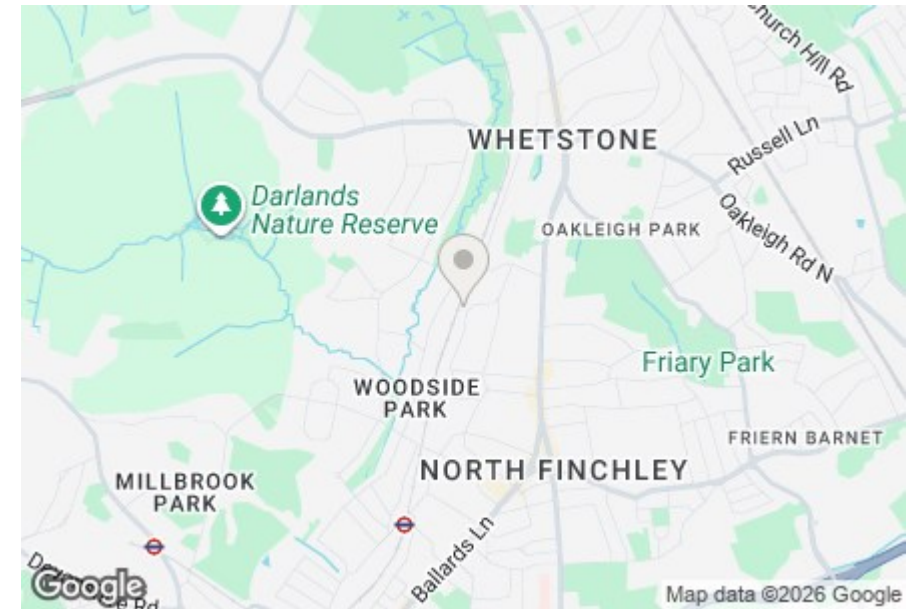 Church Hill Rd
WHETSTONE
Russell Ln
Darlands
Nature Reserve
OAKLEIGH PARK
Oakleigh Rd N
Friary Park
WOODSIDE
PARK
FRIERN BARNET
NORTH FINCHLEY
MILLBROOK
PARK
Ballards Ln
Rd
Google
Map data ©2026 Google